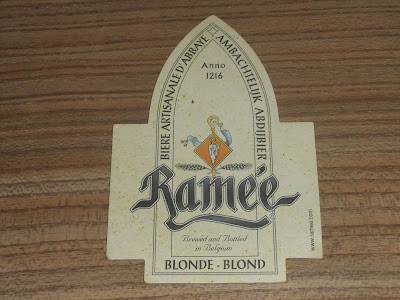 BIERE ARTISANALE D'ABBAYE
AMBACHTELIJK ABDIJBIER
Anno
1216
Ramée
Brewed and Bottled
in Belgium
BLONDE - BLOND
www.ramee.com